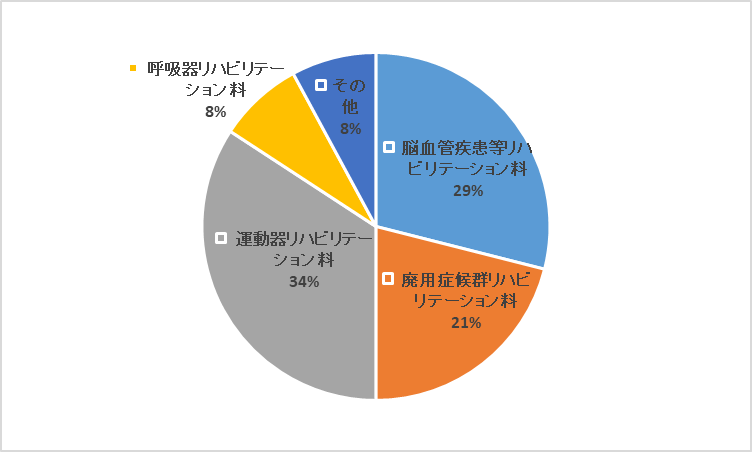 呼吸器リハビリテー
ション料
8%
その
他
8%
脳血管疾患等リハ
ビリテーション料
29%
運動器リハビリテー
ション料
34%
廃用症候群リハビ
リテーション料
21%